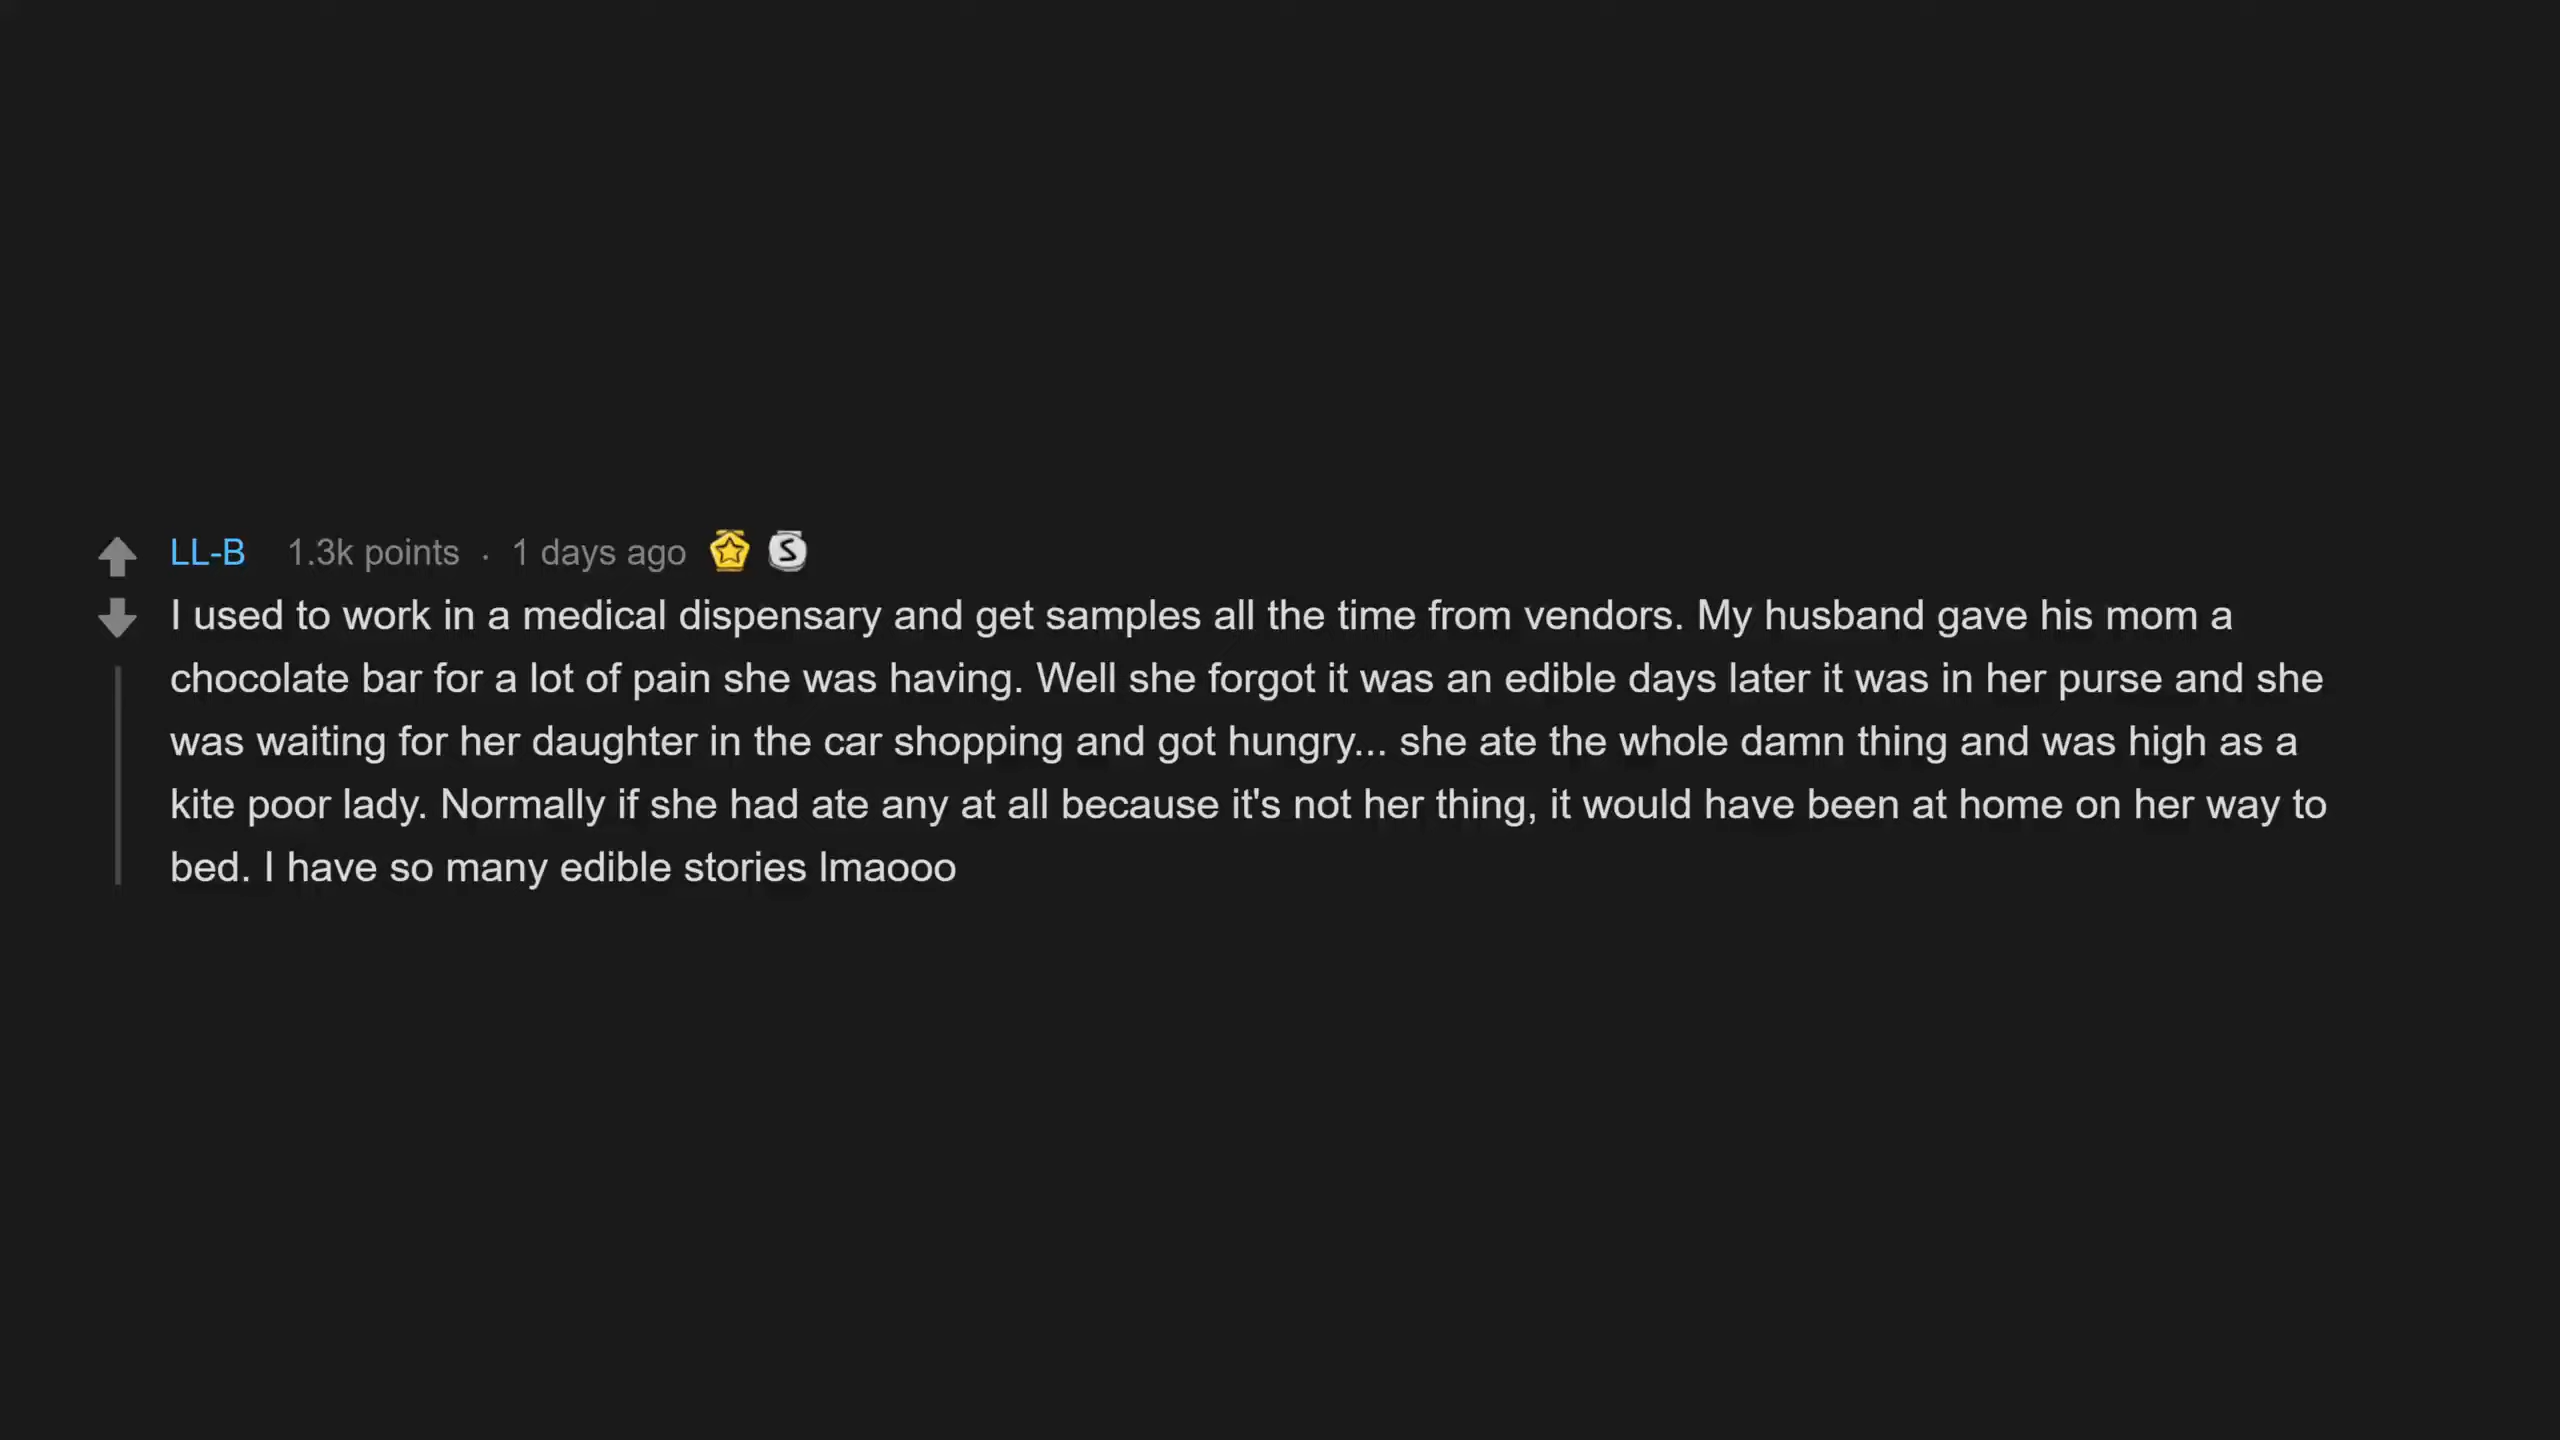 LL-B 1.3k points · 1 days ago
I used to work in a medical dispensary and get samples all the time from vendors. My husband gave his mom a
chocolate bar for a lot of pain she was having. Well she forgot it was an edible days later it was in her purse and she
was waiting for her daughter in the car shopping and got hungry... she ate the whole damn thing and was high as a
kite poor lady. Normally if she had ate any at all because it's not her thing, it would have been at home on her way to
bed. I have so many edible stories lmaooo